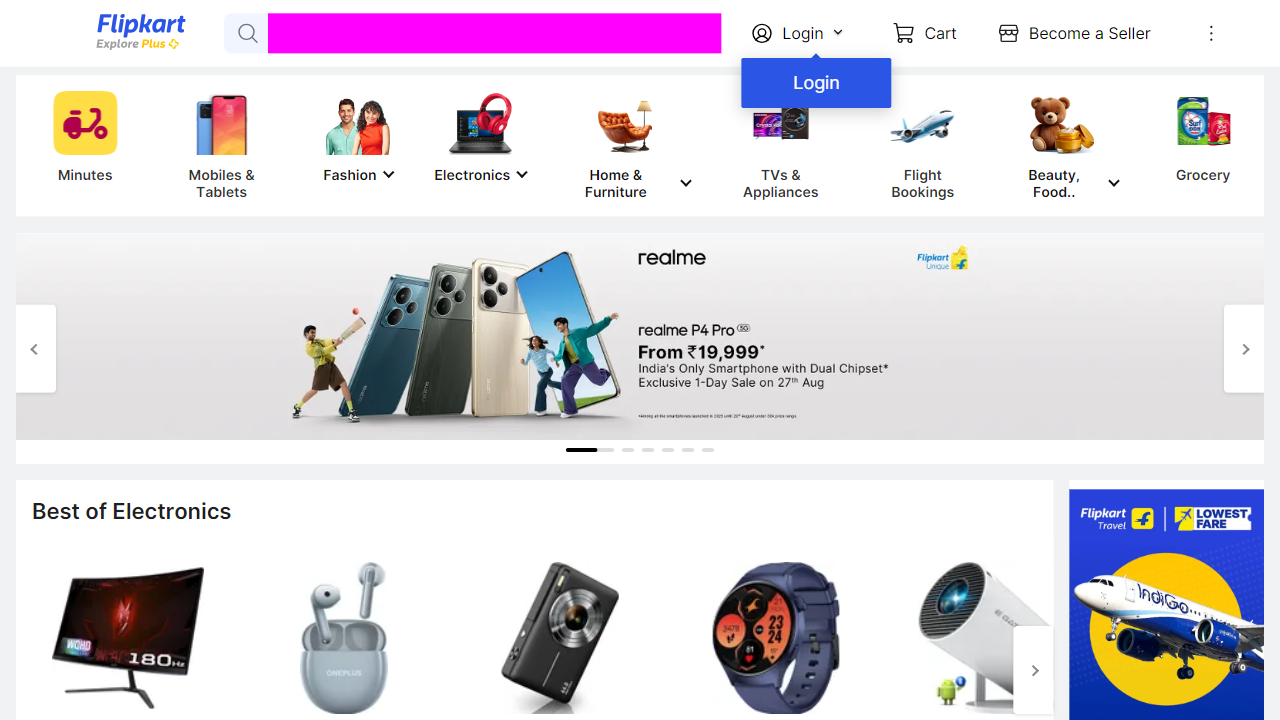 Flipkart
Explore Plus
Login
Cart
Become a Seller
Login
Minutes
Mobiles &
Tablets
Fashion
Electronics
Home &
Furniture
TVs &
Appliances
Flight
Bookings
Beauty,
Food..
Grocery
realme
Flipkart
Unique
realme P4 Pro 5G
From ₹19,999*
India's Only Smartphone with Dual Chipset*
Exclusive 1-Day Sale on 27th Aug
Best of Electronics
Flipkart
Travel
LOWEST
FARE
IndiGo
WQHD
180Hz
ONEPLUS